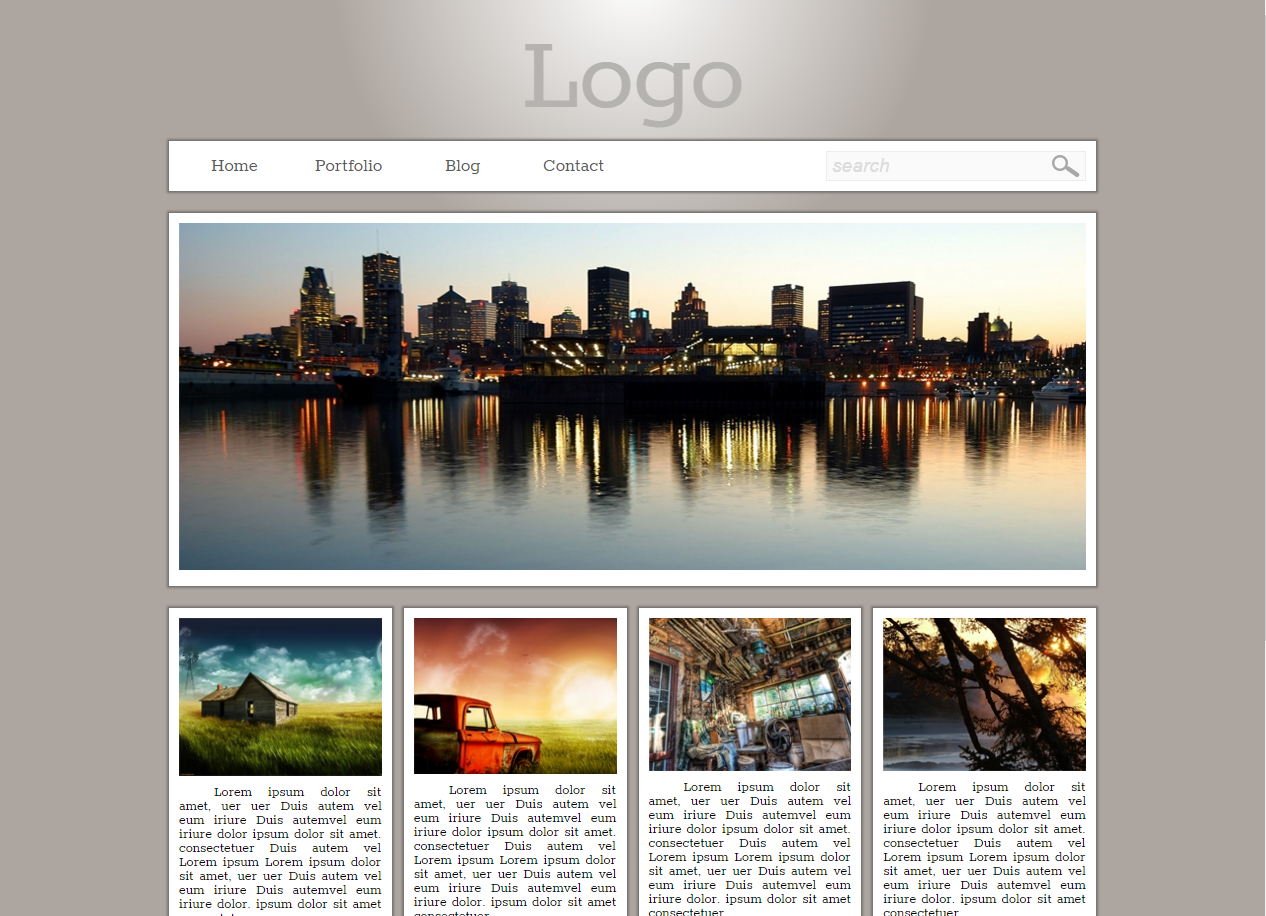 Logo
Home Portfolio Blog Contact search
Lorem ipsum dolor sit
amet, uer uer Duis autem vel
eum iriure Duis autemvel eum
iriure dolor ipsum dolor sit amet.
consectetuer Duis autem vel
Lorem ipsum Lorem ipsum dolor
sit amet, uer uer Duis autem vel
eum iriure Duis autemvel eum
iriure dolor. ipsum dolor sit amet
Lorem ipsum dolor sit
amet, uer uer Duis autem vel
eum iriure Duis autemvel eum
iriure dolor ipsum dolor sit amet.
consectetuer Duis autem vel
Lorem ipsum Lorem ipsum dolor
sit amet, uer uer Duis autem vel
eum iriure Duis autemvel eum
iriure dolor. ipsum dolor sit amet
consectetuer
Lorem ipsum dolor sit
amet, uer uer Duis autem vel
eum iriure Duis autemvel eum
iriure dolor ipsum dolor sit amet.
consectetuer Duis autem vel
Lorem ipsum Lorem ipsum dolor
sit amet, uer uer Duis autem vel
eum iriure Duis autemvel eum
iriure dolor. ipsum dolor sit amet
consectetuer
Lorem ipsum dolor sit
amet, uer uer Duis autem vel
eum iriure Duis autemvel eum
iriure dolor ipsum dolor sit amet.
consectetuer Duis autem vel
Lorem ipsum Lorem ipsum dolor
sit amet, uer uer Duis autem vel
eum iriure Duis autemvel eum
iriure dolor. ipsum dolor sit amet
consectetuer